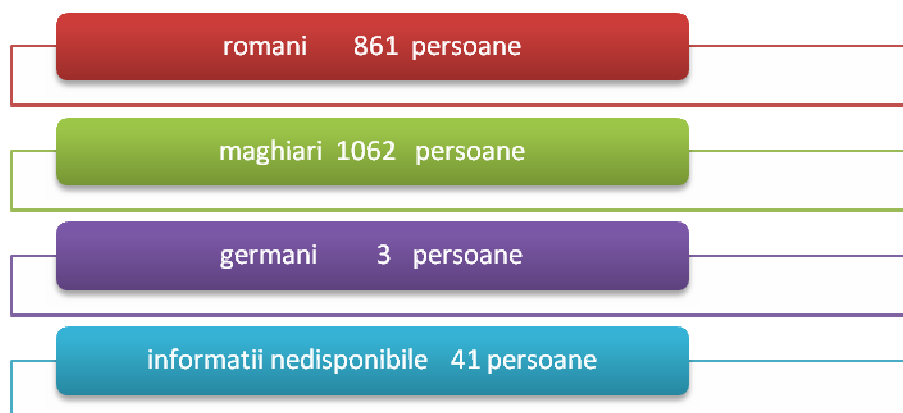 romani 861 persoane
maghiari 1062 persoane
germani 3 persoane
informatii nedisponibile 41 persoane